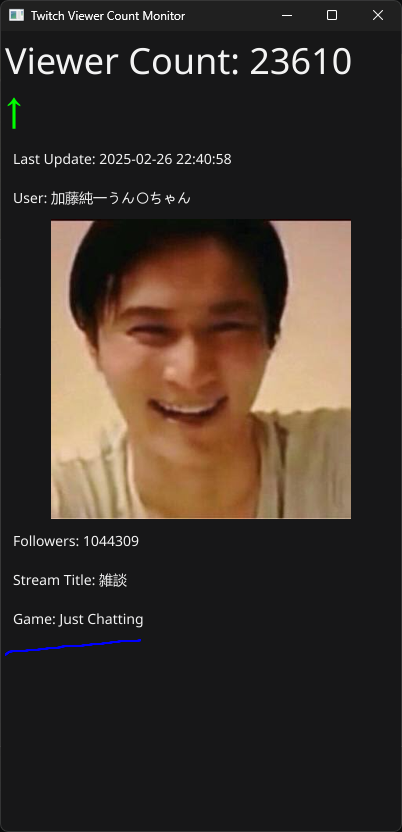 Twitch Viewer Count Monitor
Viewer Count: 23610
↑
Last Update: 2025-02-26 22:40:58
User: 加藤純一うん〇ちゃん
Followers: 1044309
Stream Title: 雑談
Game: Just Chatting